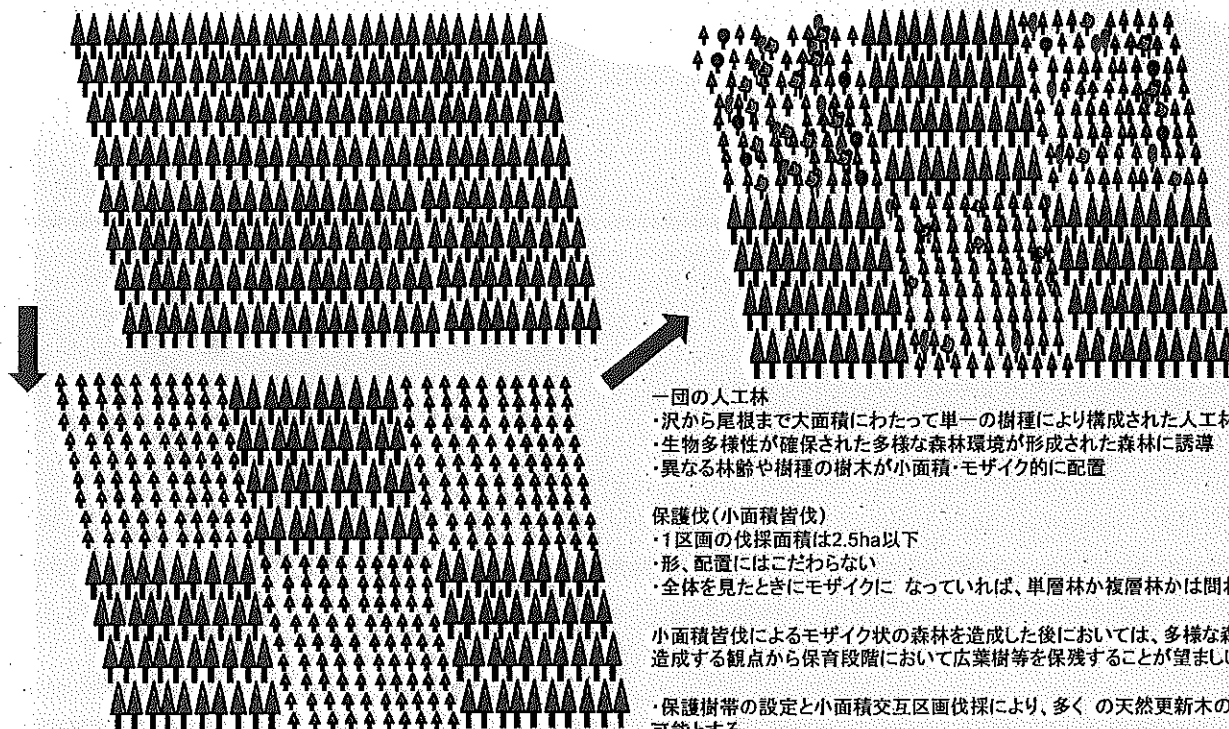 一団の人工林
・沢から尾根まで大面積にわたって単一の樹種により構成された人工林
・生物多様性が確保された多様な森林環境が形成された森林に誘導
・異なる林齢や樹種の樹木が小面積・モザイク的に配置
保護伐(小面積皆伐)
・1区画の伐採面積は2.5ha以下
・形、配置にはこだわらない
・全体を見たときにモザイクに なっていれば、単層林か複層林かは問わ
小面積皆伐によるモザイク状の森林を造成した後においては、多様な
造成する観点から保育段階において広葉樹等を保残することが望まし
・保護樹帯の設定と小面積交互区画伐採により、多く の天然更新木の
可能とする